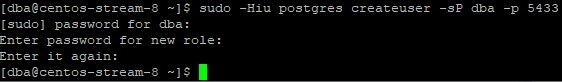 [dba@centos-stream-8 ~]$ sudo -Hiu postgres createuser -sP dba -p 5433
[sudo] password for dba:
Enter password for new role:
Enter it again:
[dba@centos-stream-8 ~]$